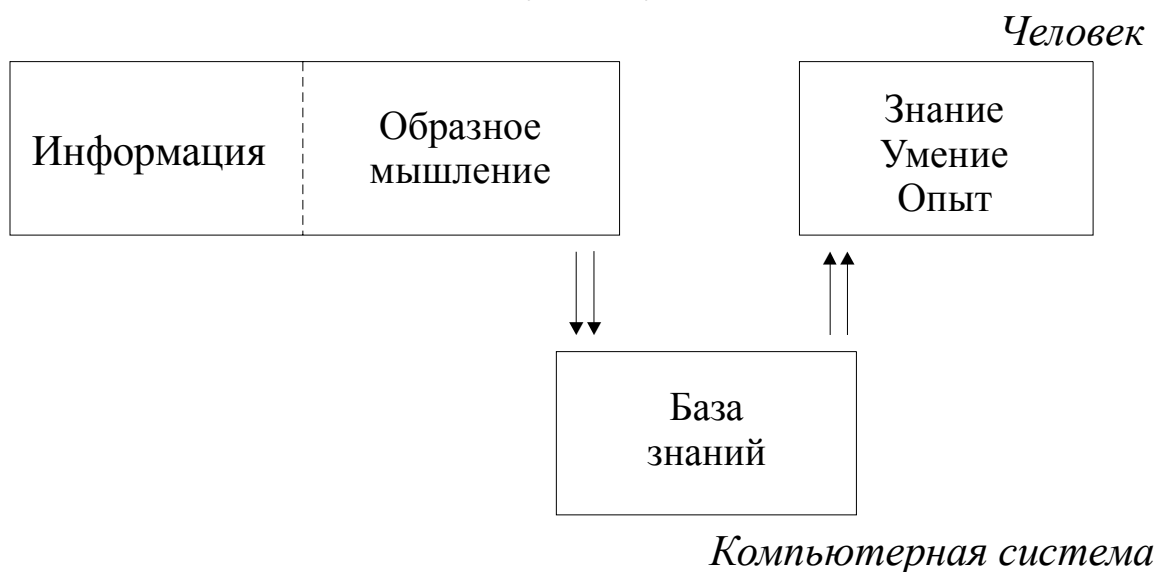 Человек
Информация
Образное
мышление
Знание
Умение
Опыт
База
знаний
Компьютерная система